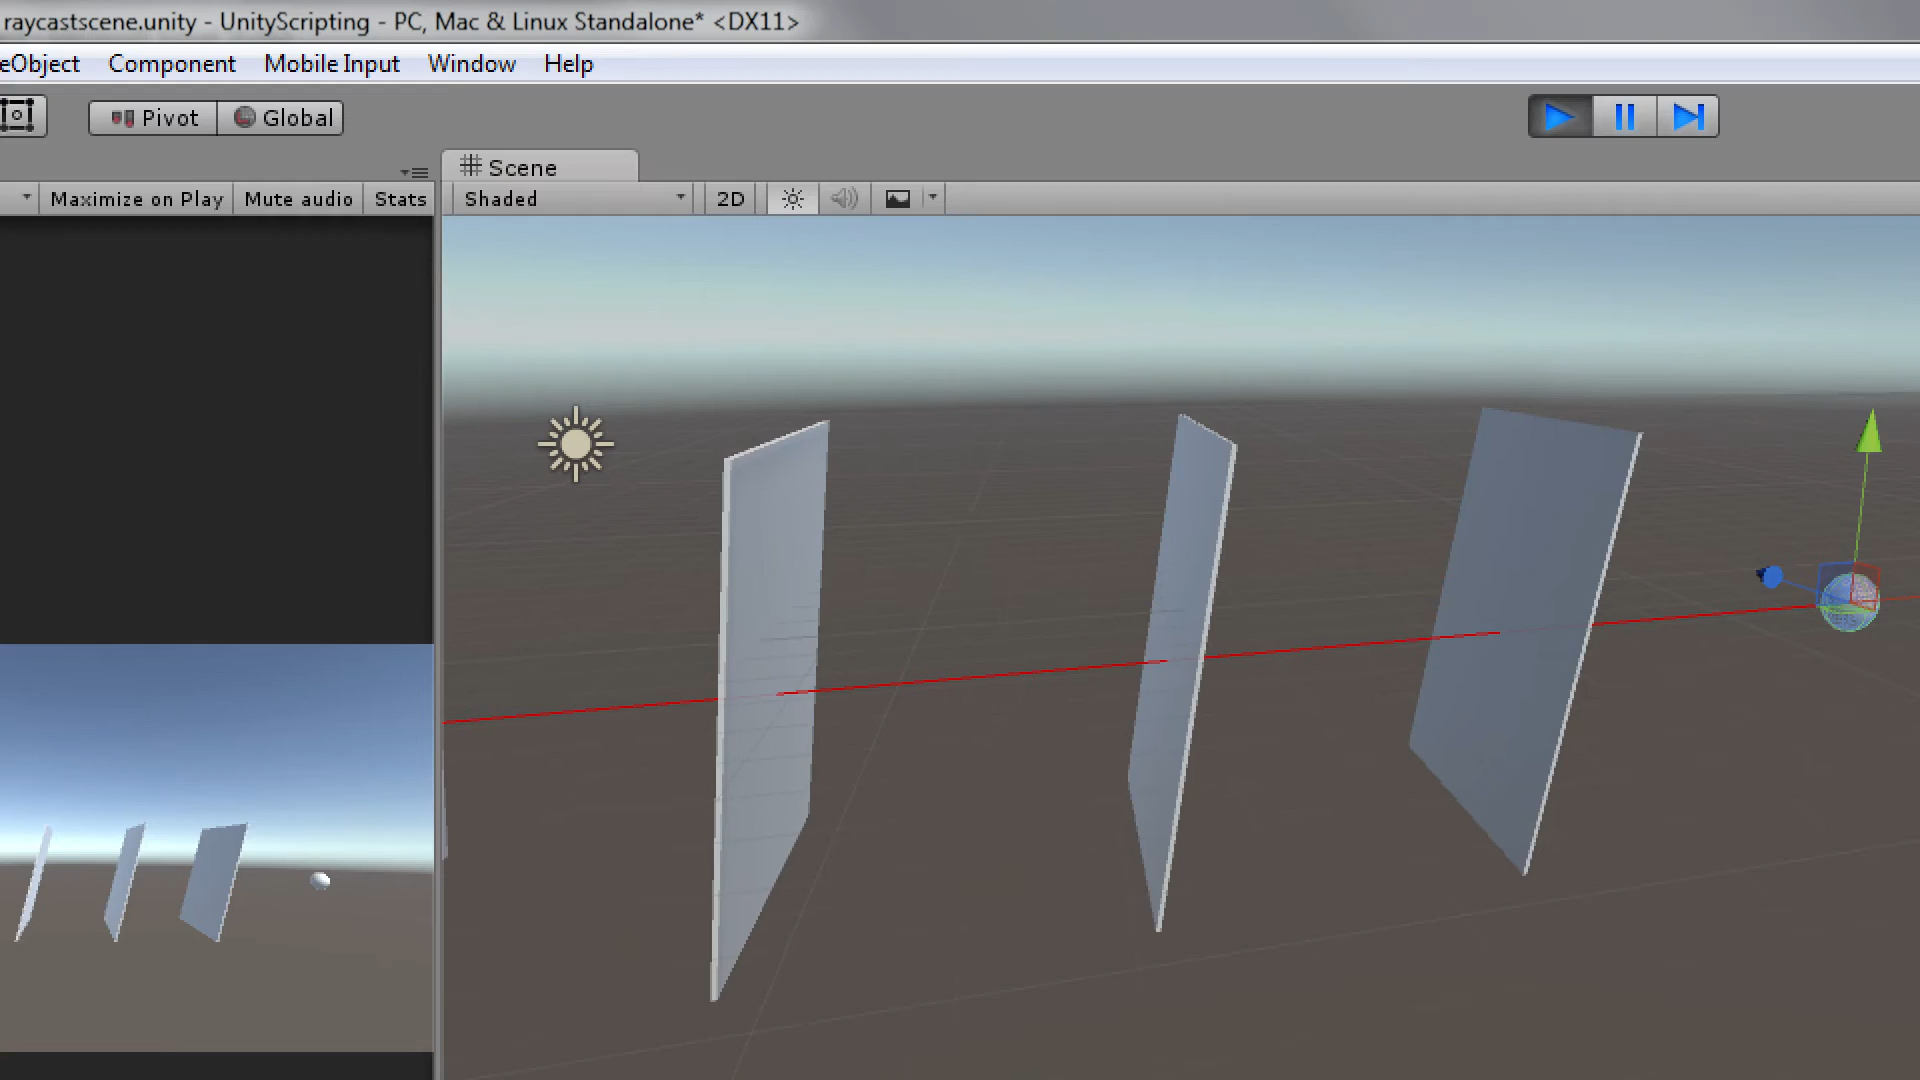 raycastscene.unity - UnityScripting - PC, Mac & Linux Standalone* <DX11>
eObject Component Mobile Input Window Help
Pivot Global
Scene
Maximize on Play Mute audio Stats Shaded 2D